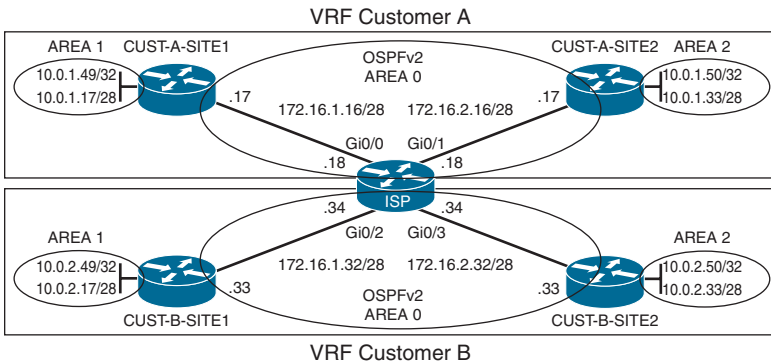 VRF Customer A
AREA 1
CUST-A-SITE1
OSPFv2
AREA 0
CUST-A-SITE2
AREA 2
10.0.1.49/32
10.0.1.17/28
.17
172.16.1.16/28
172.16.2.16/28
.17
10.0.1.50/32
10.0.1.33/28
Gi0/0
Gi0/1
.18
.18
ISP
.34
.34
Gi0/2
Gi0/3
AREA 1
10.0.2.49/32
10.0.2.17/28
.33
172.16.1.32/28
172.16.2.32/28
.33
AREA 2
10.0.2.50/32
10.0.2.33/28
OSPFv2
AREA 0
CUST-B-SITE1
CUST-B-SITE2
VRF Customer B